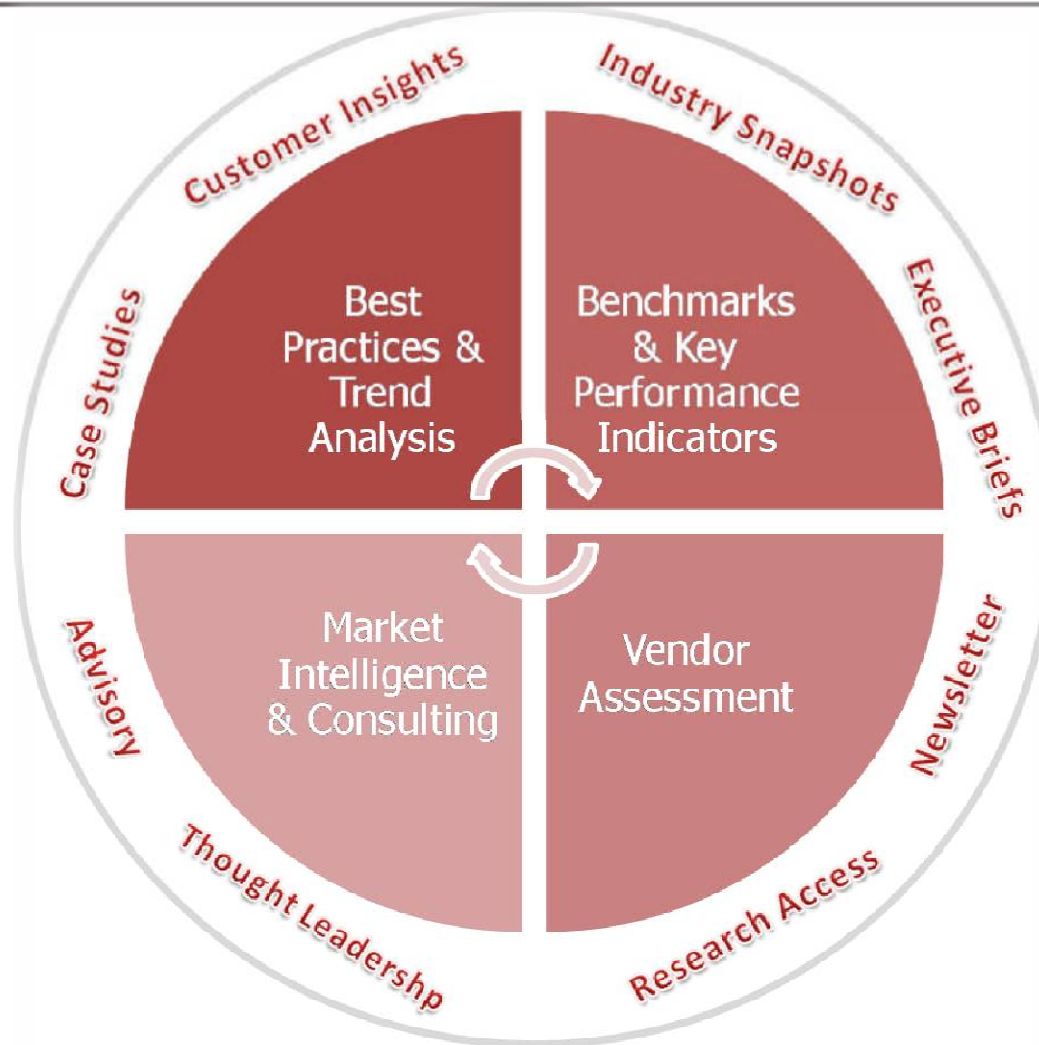 Customer Insights
Industry Snapshots
Case Studies
Executive Briefs
Best
Practices &
Trend
Analysis
Benchmarks
& Key
Performance
Indicators
Market
Intelligence
& Consulting
Vendor
Assessment
Advisory
Newsletter
Thought Leadershp
Research Access